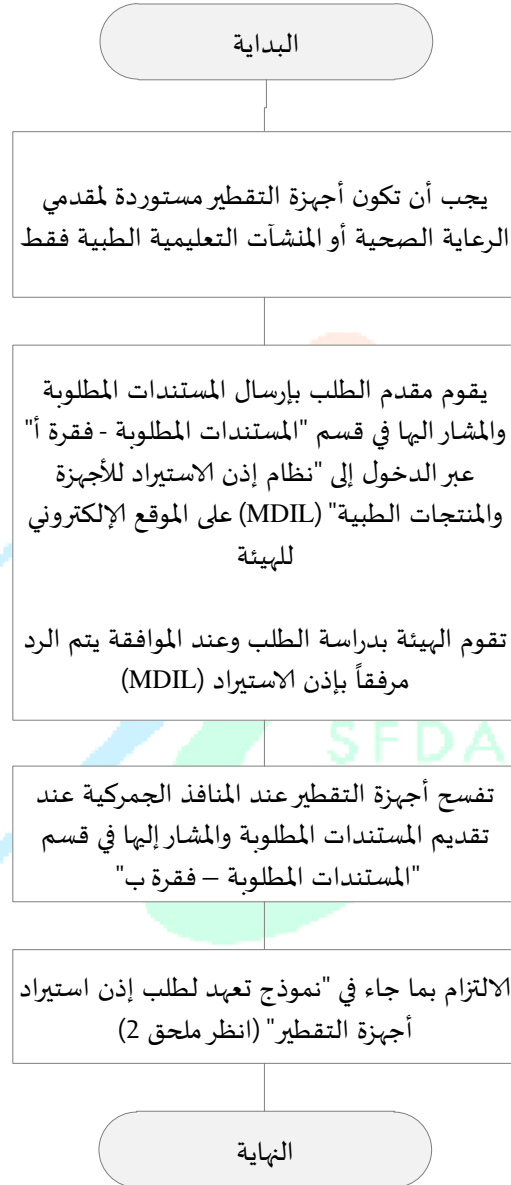 البداية
يجب أن تكون أجهزة التقطير مستوردة لمقدمي
الرعاية الصحية أو المنشآت التعليمية الطبية فقط
يقوم مقدم الطلب بإرسال المستندات المطلوبة
والمشار اليها في قسم "المستندات المطلوبة - فقرة أ"
عبر الدخول إلى "نظام إذن الاستيراد للأجهزة
والمنتجات الطبية" (MDIL) على الموقع الإلكتروني
للهيئة
تقوم الهيئة بدراسة الطلب وعند الموافقة يتم الرد
مرفقاً بإذن الاستيراد (MDIL)
SFDA
تفسح أجهزة التقطير عند المنافذ الجمركية عند
تقديم المستندات المطلوبة والمشار إليها في قسم
"المستندات المطلوبة – فقرة ب"
الالتزام بما جاء في "نموذج تعهد لطلب إذن استيراد
أجهزة التقطير" (انظر ملحق 2)
النهاية